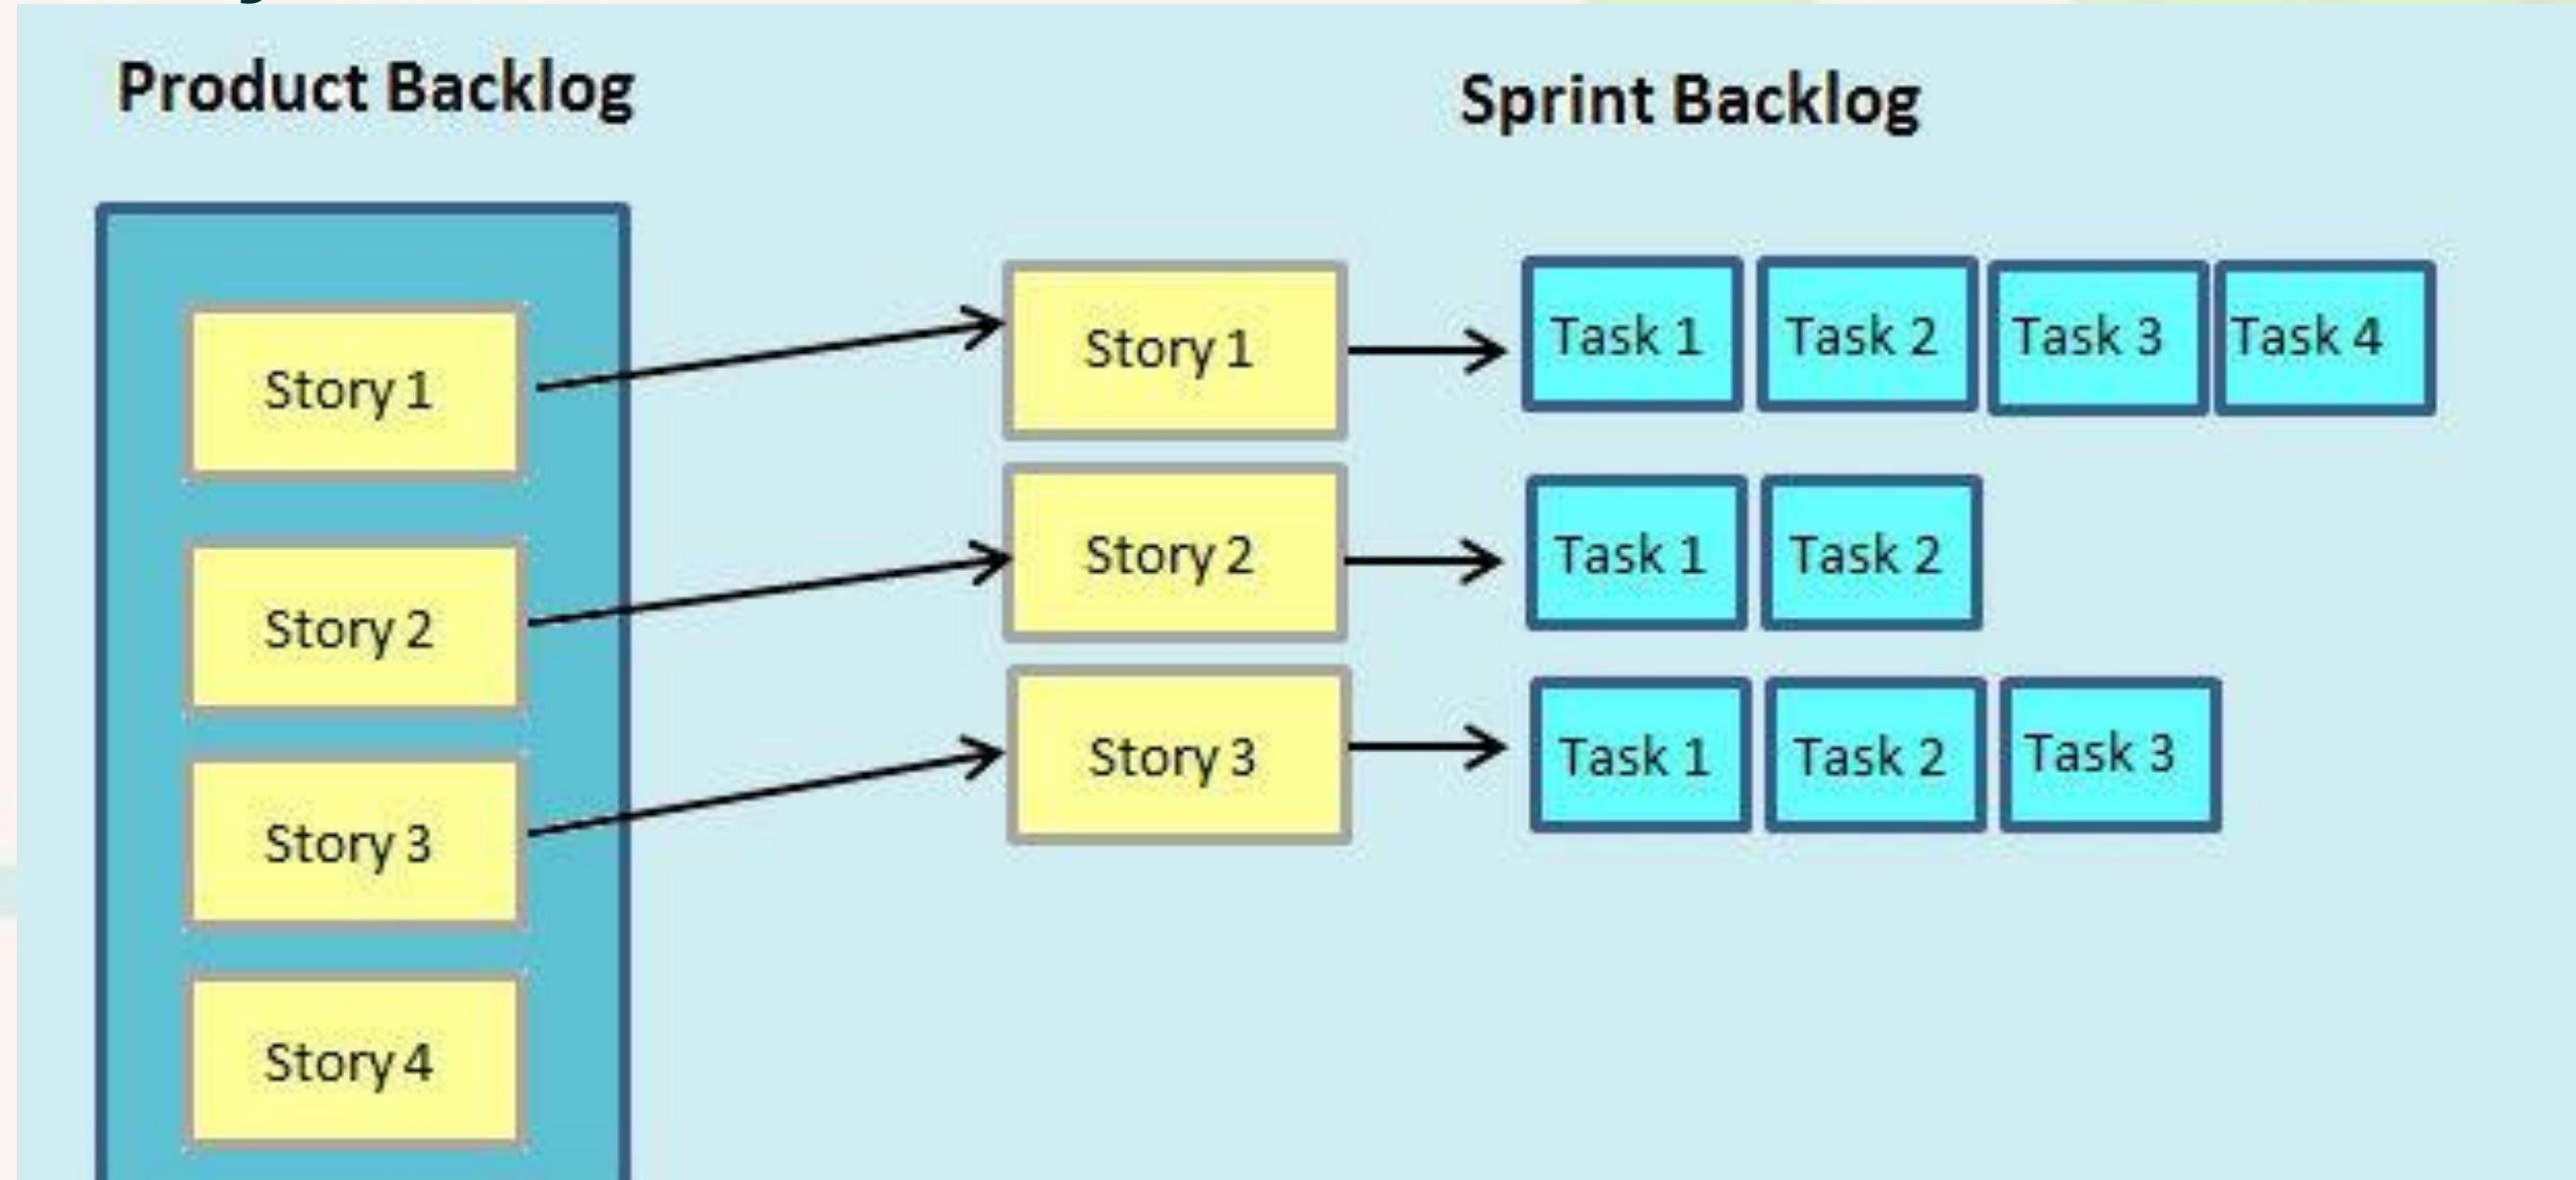 Product Backlog
Sprint Backlog
Story 1
Story 2
Story 3
Story 4
Story 1
Task 1
Task 2
Task 3
Task 4
Story 2
Task 1
Task 2
Story 3
Task 1
Task 2
Task 3